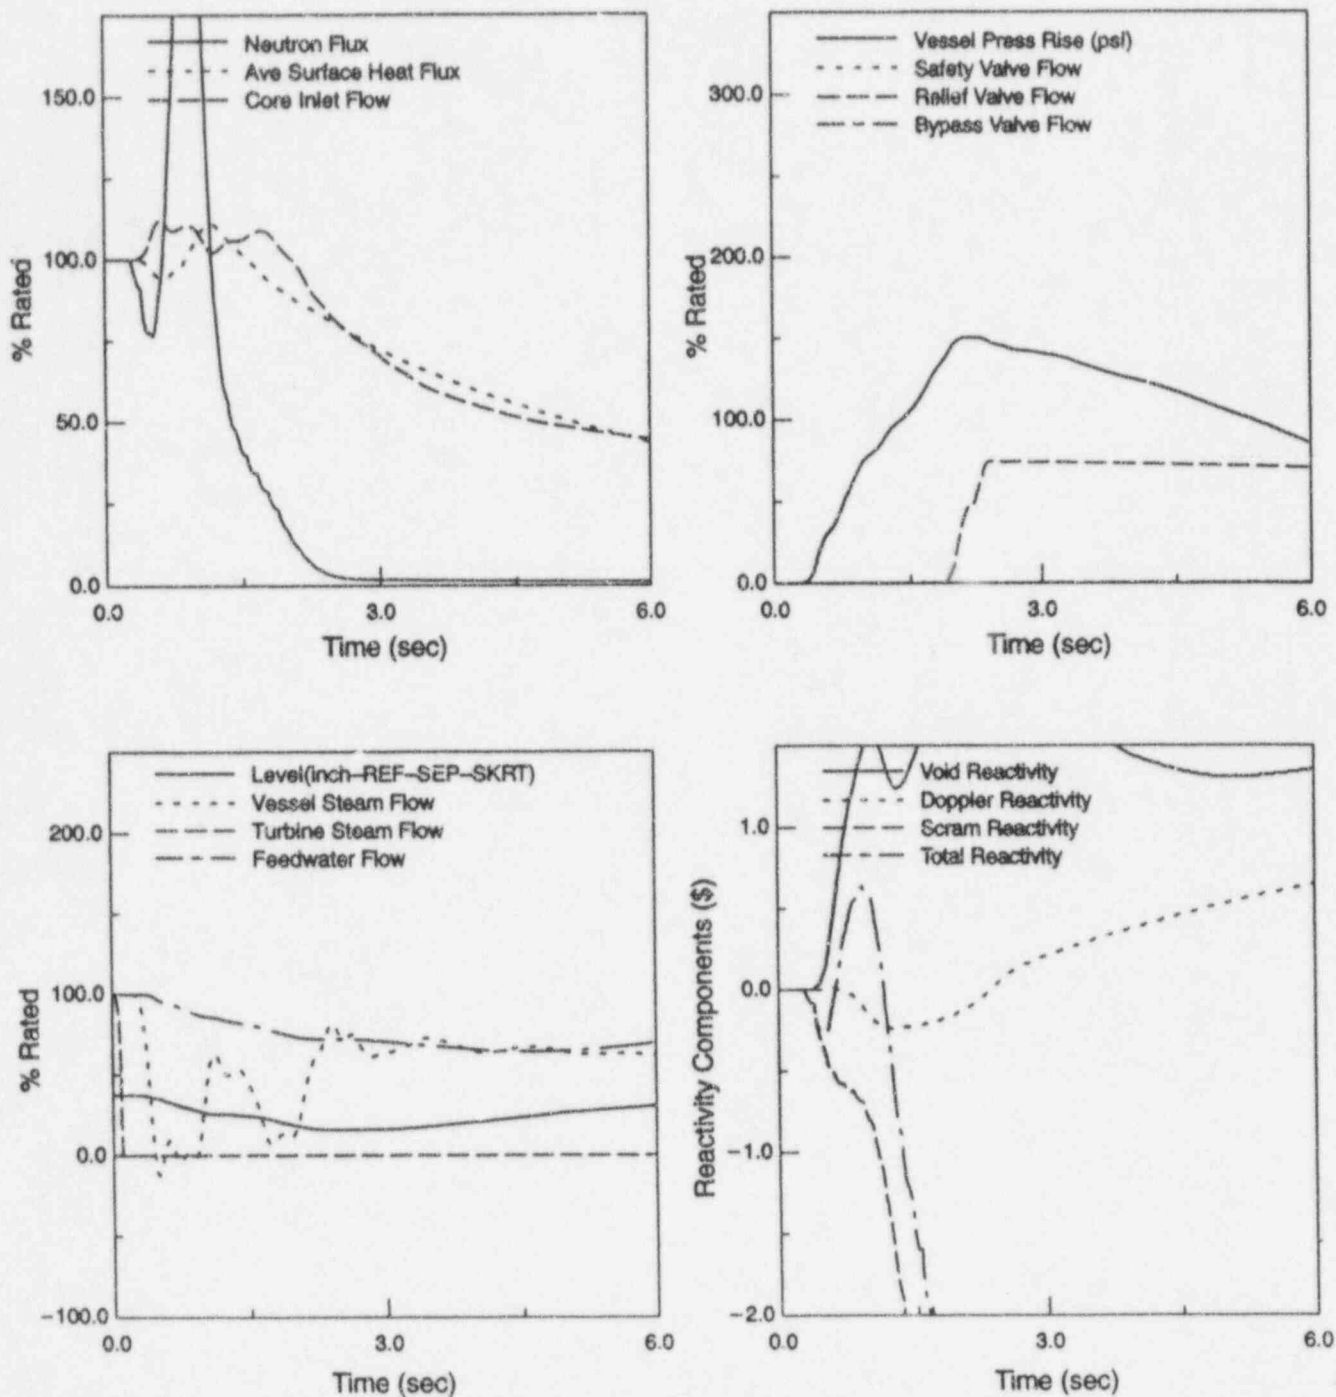 Neutron Flux
Ave Surface Heat Flux
Core Inlet Flow
150.0
100.0
50.0
0.0
% Rated
0.0
3.0
6.0
Time (sec)
Vessel Press Rise (psi)
Safety Valve Flow
Relief Valve Flow
Bypass Valve Flow
300.0
200.0
100.0
0.0
% Rated
0.0
3.0
6.0
Time (sec)
Level(inch-REF-SEP-SKRT)
Vessel Steam Flow
Turbine Steam Flow
Feedwater Flow
200.0
100.0
0.0
-100.0
% Rated
0.0
3.0
6.0
Time (sec)
Void Reactivity
Doppler Reactivity
Scram Reactivity
Total Reactivity
1.0
0.0
-1.0
-2.0
Reactivity Components ($)
0.0
3.0
6.0
Time (sec)